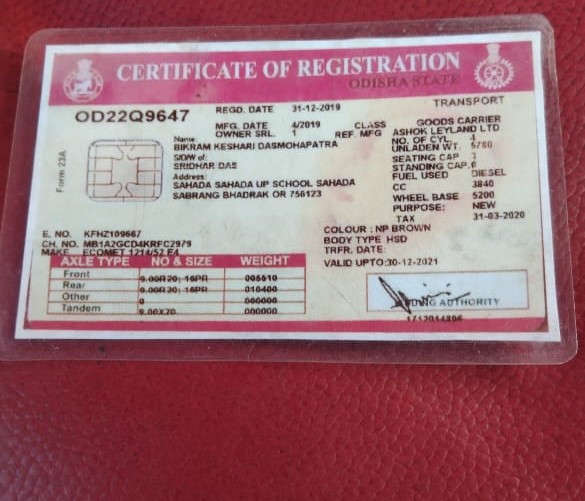 CERTIFICATE OF REGISTRATION
ODISHA STATE
OD22Q9647
REGD. DATE 31-12-2019
TRANSPORT
MFG. DATE 4/2019 CLASS GOODS CARRIER
OWNER SRL. 1 REF. MFG ASHOK LEYLAND LTD
Name:
BIKRAM KESHARI DASMOHAPATRA
S/D/W of:
SRIDHAR DAS
Address:
SAHADA SAHADA UP SCHOOL SAHADA
SABRANG BHADRAK OR 756123
NO. OF CYL. 4
UNLADEN WT. 5780
SEATING CAP 3
STANDING CAP. 0
FUEL USED DIESEL
CC 3840
WHEEL BASE 5200
PURPOSE: NEW
TAX 31-03-2020
Form 23A
E. NO. KFHZ109667
CH. NO. MB1A2GCD4KRFC2979
MAKE ECOMET 1214/52 E4
COLOUR : NP BROWN
BODY TYPE HSD
TRFR. DATE:
VALID UPTO:30-12-2021
AXLE TYPE NO & SIZE WEIGHT
Front 9.00R20; 16PR 005610
Rear 9.00R20; 16PR 010400
Other 0 000000
Tandem 9.00X20 000000
AUTHORITY